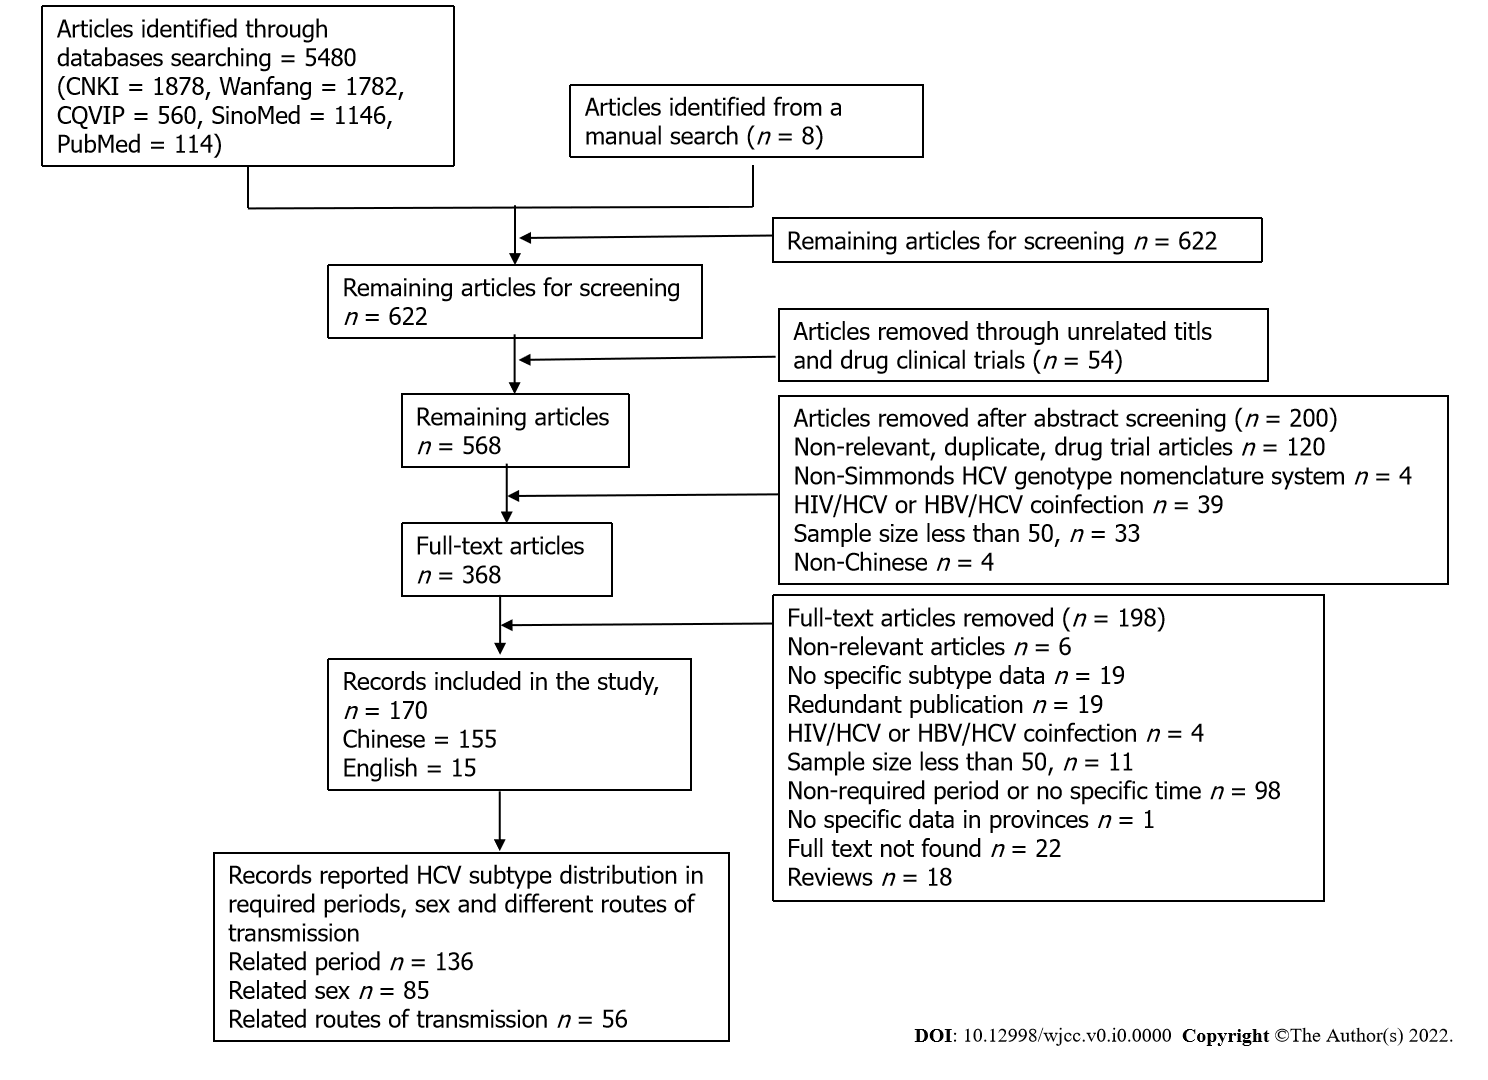 Articles identified through
databases searching = 5480
(CNKI = 1878, Wanfang = 1782,
CQVIP = 560, SinoMed = 1146,
PubMed = 114)
Articles identified from a
manual search (n = 8)
Remaining articles for screening n = 622
Remaining articles for screening
n = 622
Articles removed through unrelated titls
and drug clinical trials (n = 54)
Remaining articles
n = 568
Articles removed after abstract screening (n = 200)
Non-relevant, duplicate, drug trial articles n = 120
Non-Simmonds HCV genotype nomenclature system n = 4
HIV/HCV or HBV/HCV coinfection n = 39
Sample size less than 50, n = 33
Non-Chinese n = 4
Full-text articles
n = 368
Full-text articles removed (n = 198)
Non-relevant articles n = 6
No specific subtype data n = 19
Redundant publication n = 19
HIV/HCV or HBV/HCV coinfection n = 4
Sample size less than 50, n = 11
Non-required period or no specific time n = 98
No specific data in provinces n = 1
Full text not found n = 22
Reviews n = 18
Records included in the study,
n = 170
Chinese = 155
English = 15
Records reported HCV subtype distribution in
required periods, sex and different routes of
transmission
Related period n = 136
Related sex n = 85
Related routes of transmission n = 56
DOI: 10.12998/wjcc.v0.i0.0000 Copyright ©The Author(s) 2022.